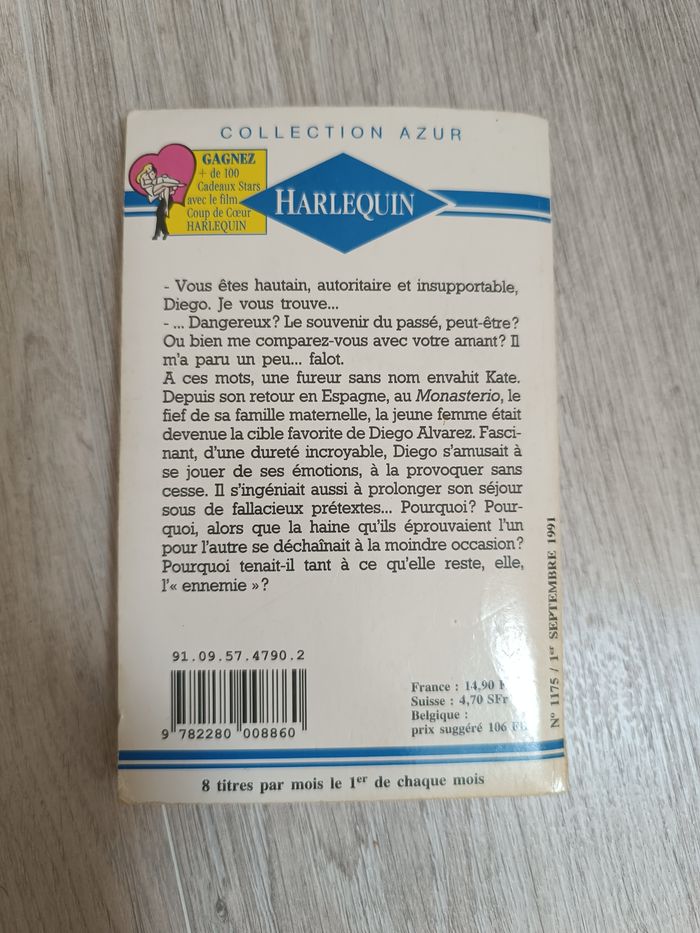 COLLECTION AZUR
GAGNEZ
+ de 100
Cadeaux Stars
avec le film
Coup de Cœur
HARLEQUIN
HARLEQUIN
- Vous êtes hautain, autoritaire et insupportable,
Diego. Je vous trouve...
- ... Dangereux? Le souvenir du passé, peut-être?
Ou bien me comparez-vous avec votre amant? Il
m'a paru un peu... falot.
A ces mots, une fureur sans nom envahit Kate.
Depuis son retour en Espagne, au Monasterio, le
fief de sa famille maternelle, la jeune femme était
devenue la cible favorite de Diego Alvarez. Fasci-
nant, d'une dureté incroyable, Diego s'amusait à
se jouer de ses émotions, à la provoquer sans
cesse. Il s'ingéniait aussi à prolonger son séjour
sous de fallacieux prétextes... Pourquoi? Pour-
quoi, alors que la haine qu'ils éprouvaient l'un
pour l'autre se déchaînait à la moindre occasion?
Pourquoi tenait-il tant à ce qu'elle reste, elle,
l'« ennemie »?
91.09.57.4790.2
9 782280 008860
France : 14,90
Suisse : 4,70 SFr
Belgique :
prix suggéré 106
N° 1175 / 1er SEPTEMBRE 1991
8 titres par mois le 1er de chaque mois